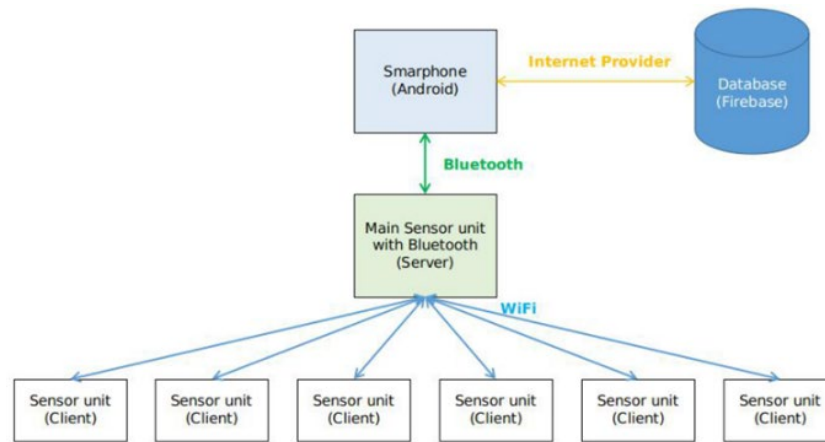 Smarphone
(Android)
Internet Provider
Database
(Firebase)
Bluetooth
Main Sensor unit
with Bluetooth
(Server)
WiFi
Sensor unit
(Client)
Sensor unit
(Client)
Sensor unit
(Client)
Sensor unit
(Client)
Sensor unit
(Client)
Sensor unit
(Client)